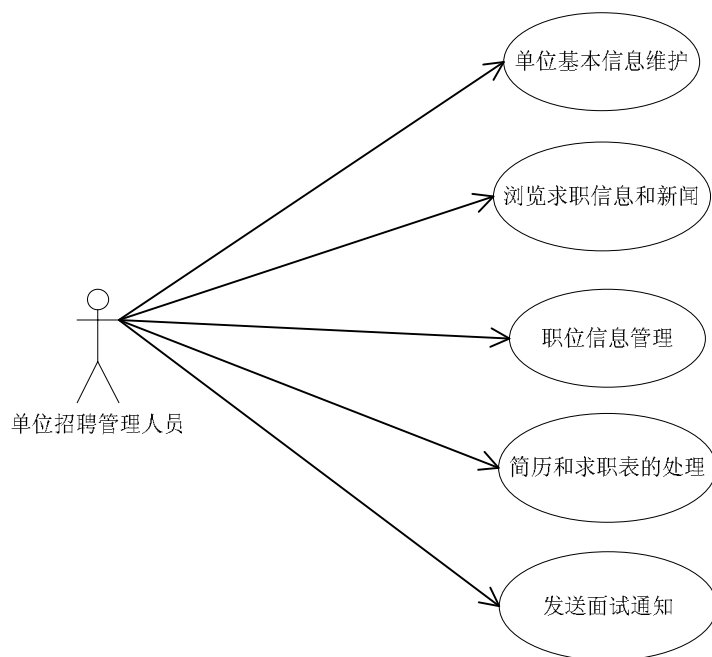 单位基本信息维护
浏览求职信息和新闻
职位信息管理
单位招聘管理人员
简历和求职表的处理
发送面试通知